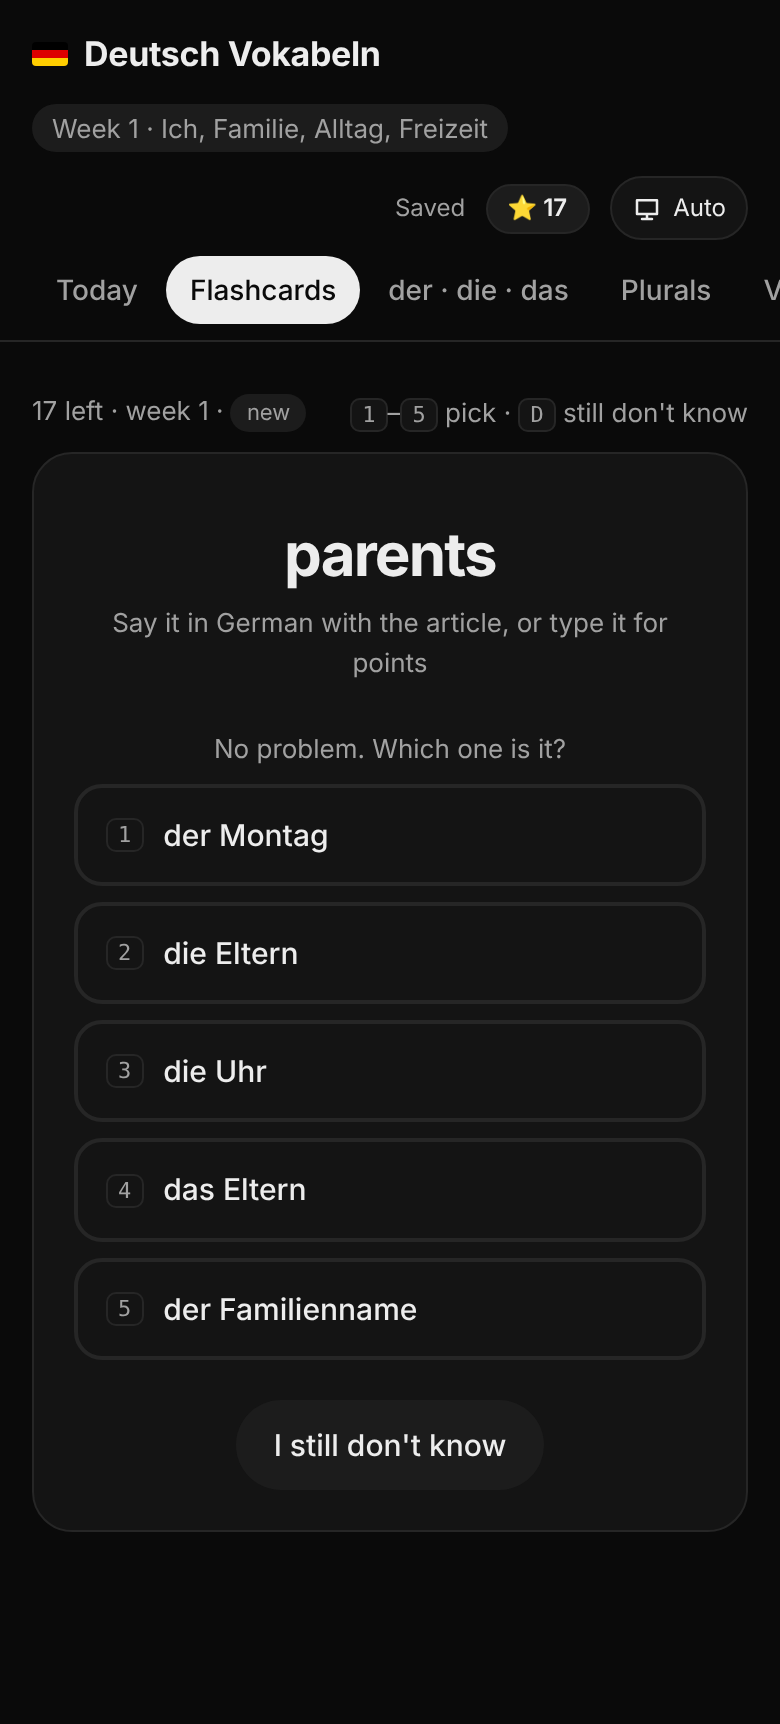 Deutsch Vokabeln
Week 1 · Ich, Familie, Alltag, Freizeit
Saved ⭐ 17 Auto
Today Flashcards der · die · das Plurals V
17 left · week 1 · new 1–5 pick · D still don't know
parents
Say it in German with the article, or type it for
points
No problem. Which one is it?
1 der Montag
2 die Eltern
3 die Uhr
4 das Eltern
5 der Familienname
I still don't know